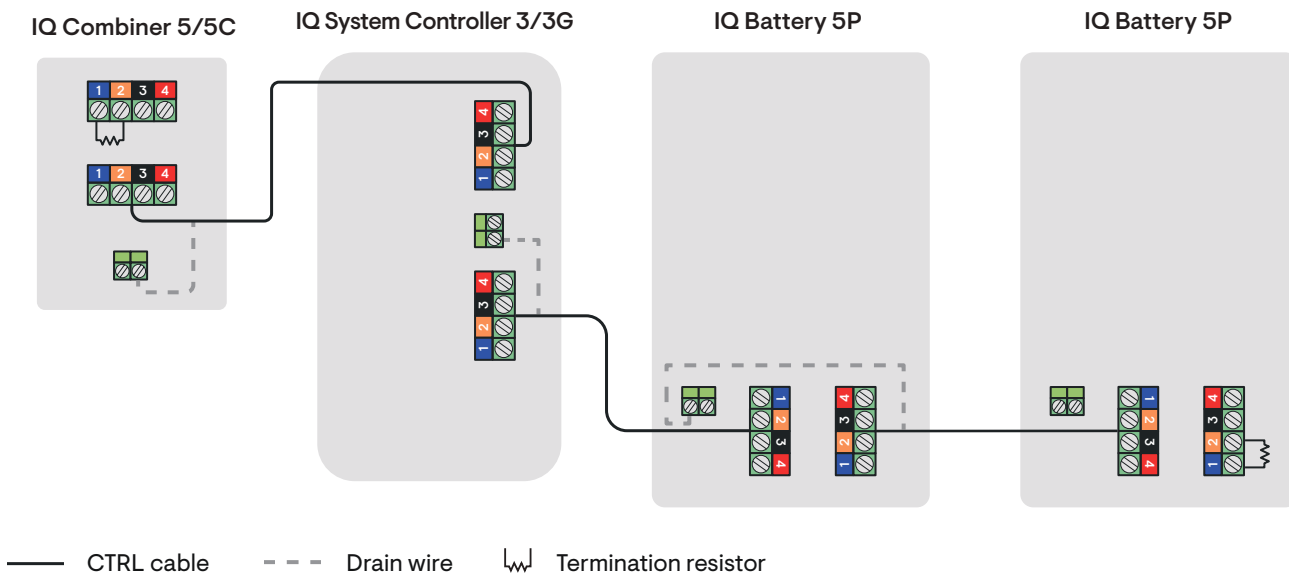 IQ Combiner 5/5C
IQ System Controller 3/3G
IQ Battery 5P
IQ Battery 5P
1 2 3 4
1 2 3 4
4
3
2
1
4
3
2
1
1
2
3
4
4
3
2
1
1
2
3
4
4
3
2
1
CTRL cable
Drain wire
Termination resistor